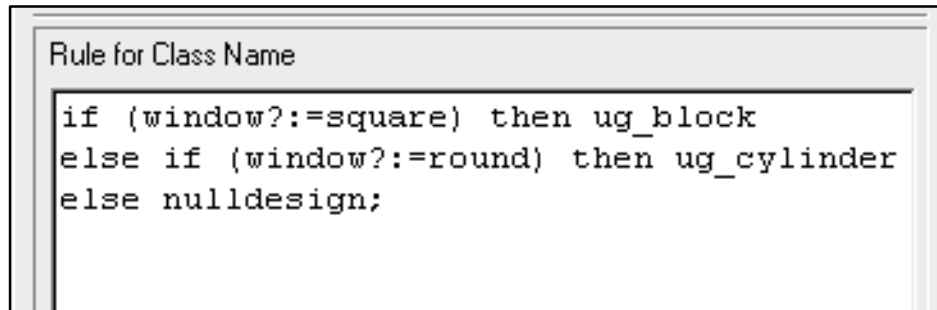 Rule for Class Name
if (window?:=square) then ug_block
else if (window?:=round) then ug_cylinder
else nulldesign;